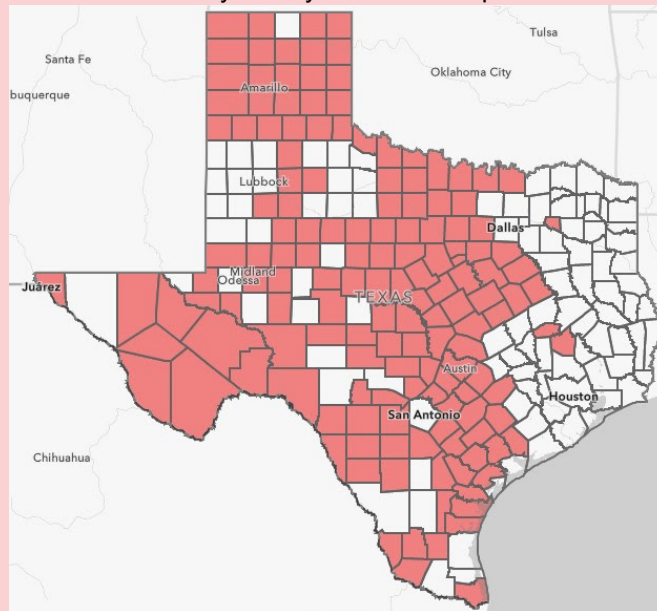 Tulsa
Santa Fe
Oklahoma City
buquerque
Amarillo
Lubbock
Dallas
Midland
Odessa
Juárez
TEXAS
Austin
Houston
San Antonio
Chihuahua